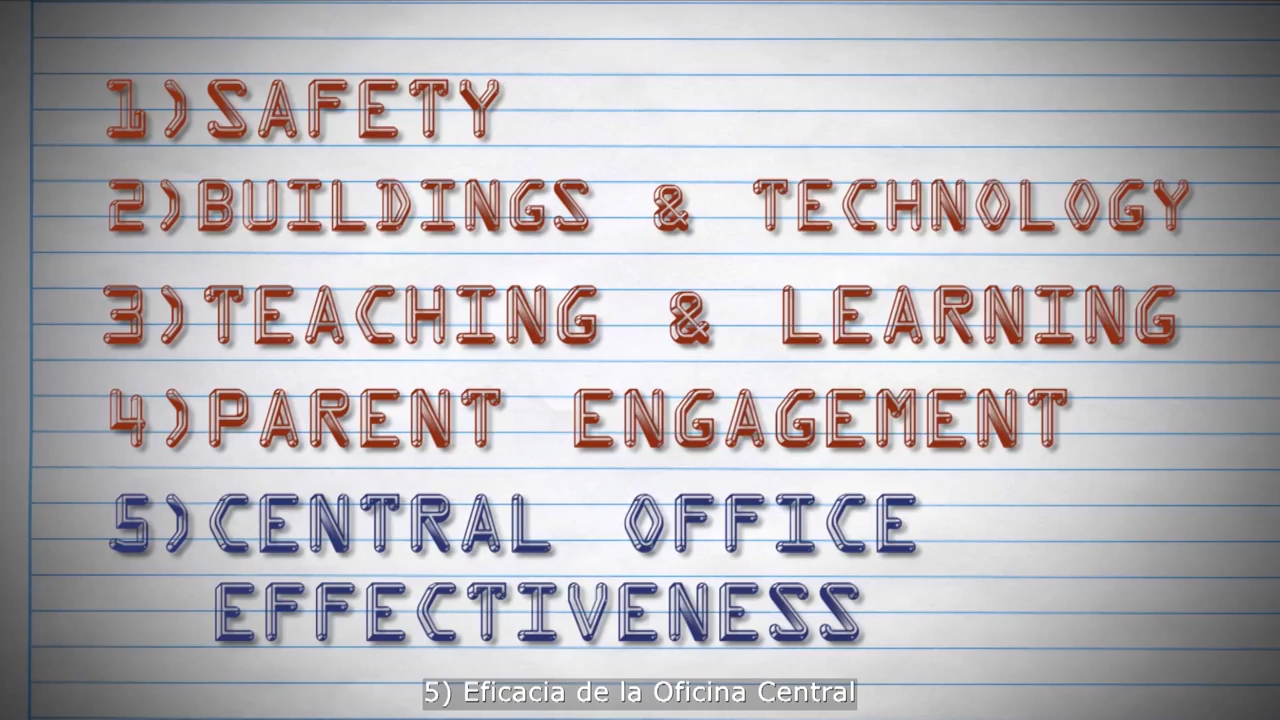 1)SAFETY
2)BUILDINGS & TECHNOLOGY
3)TEACHING & LEARNING
4)PARENT ENGAGEMENT
5)CENTRAL OFFICE
EFFECTIVENESS
5) Eficacia de la Oficina Central